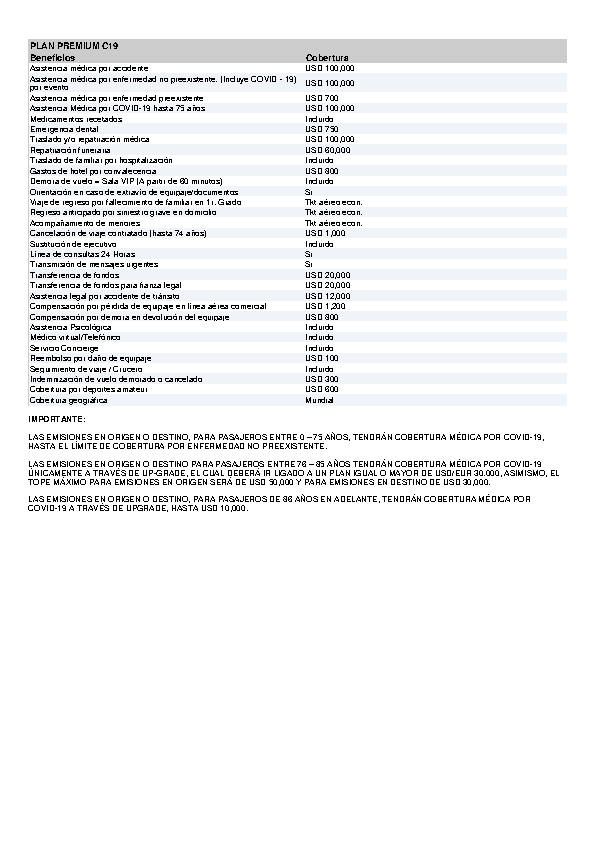 PLAN PREMIUM C19
Beneficios Cobertura
Asistencia médica por accidente USD 100,000
Asistencia médica por enfermedad no preexistente. (Incluye COVID - 19) por evento USD 100,000
Asistencia médica por enfermedad preexistente USD 700
Asistencia Médica por COVID-19 hasta 75 años USD 100,000
Medicamentos recetados Incluido
Emergencia dental USD 750
Traslado y/o repatriación médica USD 100,000
Repatriación funeraria USD 60,000
Traslado de familiar por hospitalización Incluido
Gastos de hotel por convalecencia USD 800
Demora de vuelo – Sala VIP (A partir de 60 minutos) Incluido
Orientación en caso de extravío de equipaje/documentos Si
Viaje de regreso por fallecimiento de familiar en 1r. Grado Tkt aéreo econ.
Regreso anticipado por siniestro grave en domicilio Tkt aéreo econ.
Acompañamiento de menores Tkt aéreo econ.
Cancelación de viaje contratado (hasta 74 años) USD 1,000
Sustitución de ejecutivo Incluido
Línea de consultas 24 Horas Si
Transmisión de mensajes urgentes Si
Transferencia de fondos USD 20,000
Transferencia de fondos para fianza legal USD 20,000
Asistencia legal por accidente de tránsito USD 12,000
Compensación por pérdida de equipaje en línea aérea comercial USD 1,200
Compensación por demora en devolución del equipaje USD 800
Asistencia Psicológica Incluido
Médico virtual/Telefónico Incluido
Servicio Concierge Incluido
Reembolso por daño de equipaje USD 100
Seguimiento de viaje / Crucero Incluido
Indemnización de vuelo demorado o cancelado USD 300
Cobertura por deportes amateur USD 600
Cobertura geográfica Mundial
IMPORTANTE:
LAS EMISIONES EN ORIGEN O DESTINO, PARA PASAJEROS ENTRE 0 – 75 AÑOS, TENDRÁN COBERTURA MÉDICA POR COVID-19,
HASTA EL LÍMITE DE COBERTURA POR ENFERMEDAD NO PREEXISTENTE.
LAS EMISIONES EN ORIGEN O DESTINO PARA PASAJEROS ENTRE 76 – 85 AÑOS TENDRÁN COBERTURA MÉDICA POR COVID-19
ÚNICAMENTE A TRAVÉS DE UP-GRADE, EL CUAL DEBERÁ IR LIGADO A UN PLAN IGUAL O MAYOR DE USD/EUR 30.000, ASIMISMO, EL
TOPE MÁXIMO PARA EMISIONES EN ORIGEN SERÁ DE USD 50,000 Y PARA EMISIONES EN DESTINO DE USD 30,000.
LAS EMISIONES EN ORIGEN O DESTINO, PARA PASAJEROS DE 86 AÑOS EN ADELANTE, TENDRÁN COBERTURA MÉDICA POR
COVID-19 A TRAVÉS DE UPGRADE, HASTA USD 10,000.